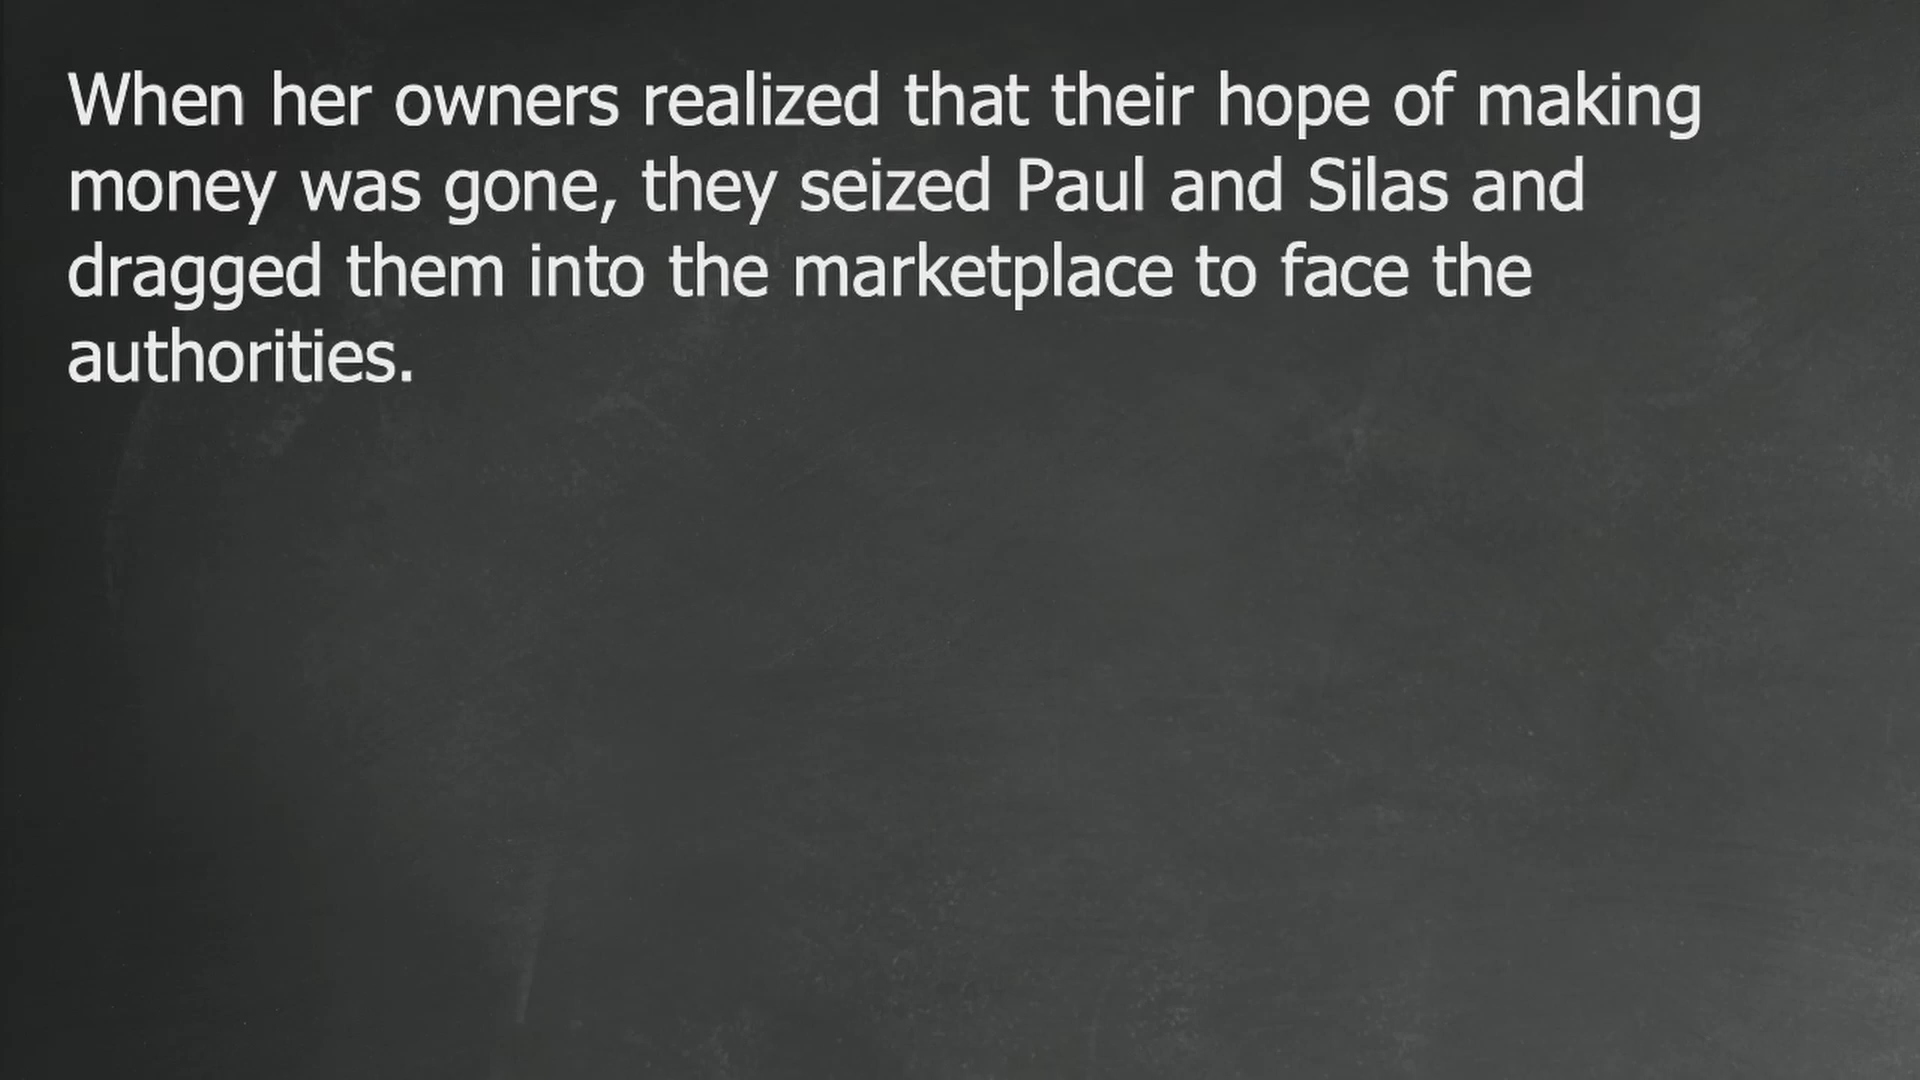 When her owners realized that their hope of making
money was gone, they seized Paul and Silas and
dragged them into the marketplace to face the
authorities.